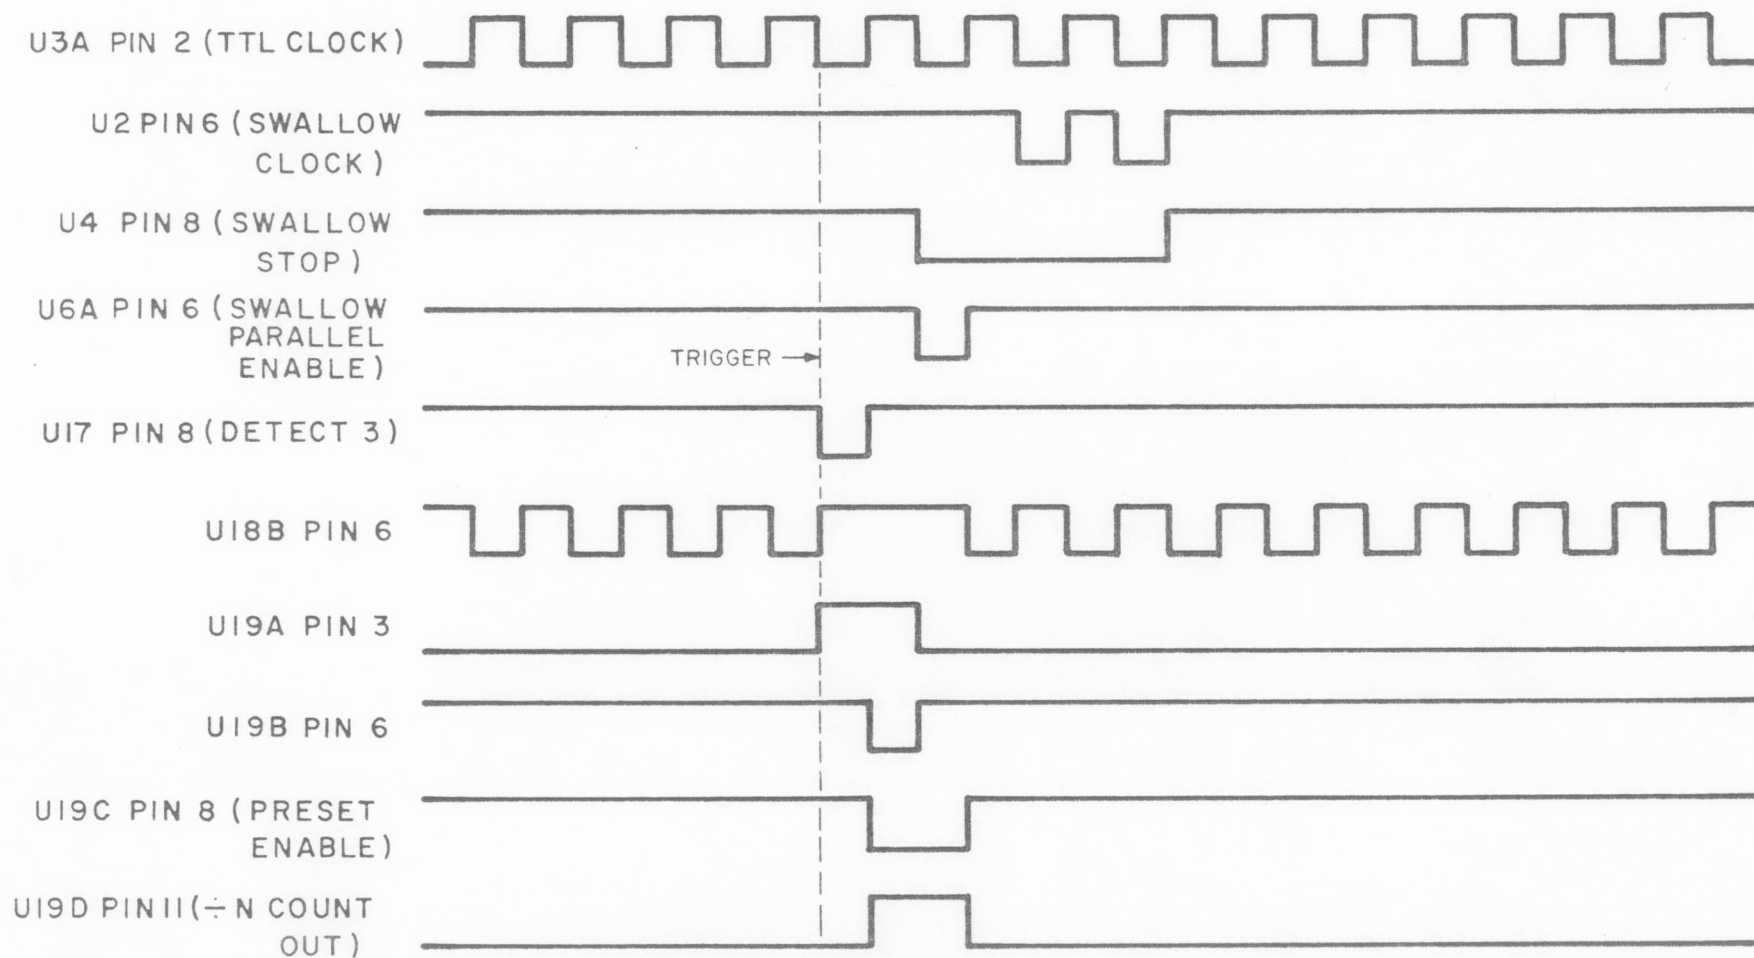 U3A PIN 2 (TTL CLOCK)
U2 PIN 6 (SWALLOW
CLOCK)
U4 PIN 8 (SWALLOW
STOP)
U6A PIN 6 (SWALLOW
PARALLEL
ENABLE)
TRIGGER →
U17 PIN 8 (DETECT 3)
U18B PIN 6
U19A PIN 3
U19B PIN 6
U19C PIN 8 (PRESET
ENABLE)
U19D PIN 11 (÷ N COUNT
OUT)